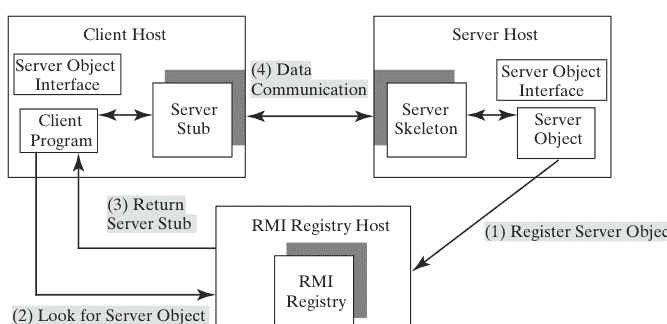 Client Host
Server Host
Server Object
Interface
(4) Data
Communication
Server Object
Interface
Client
Program
Server
Stub
Server
Skeleton
Server
Object
(3) Return
Server Stub
RMI Registry Host
(1) Register Server Objec
RMI
Registry
(2) Look for Server Object